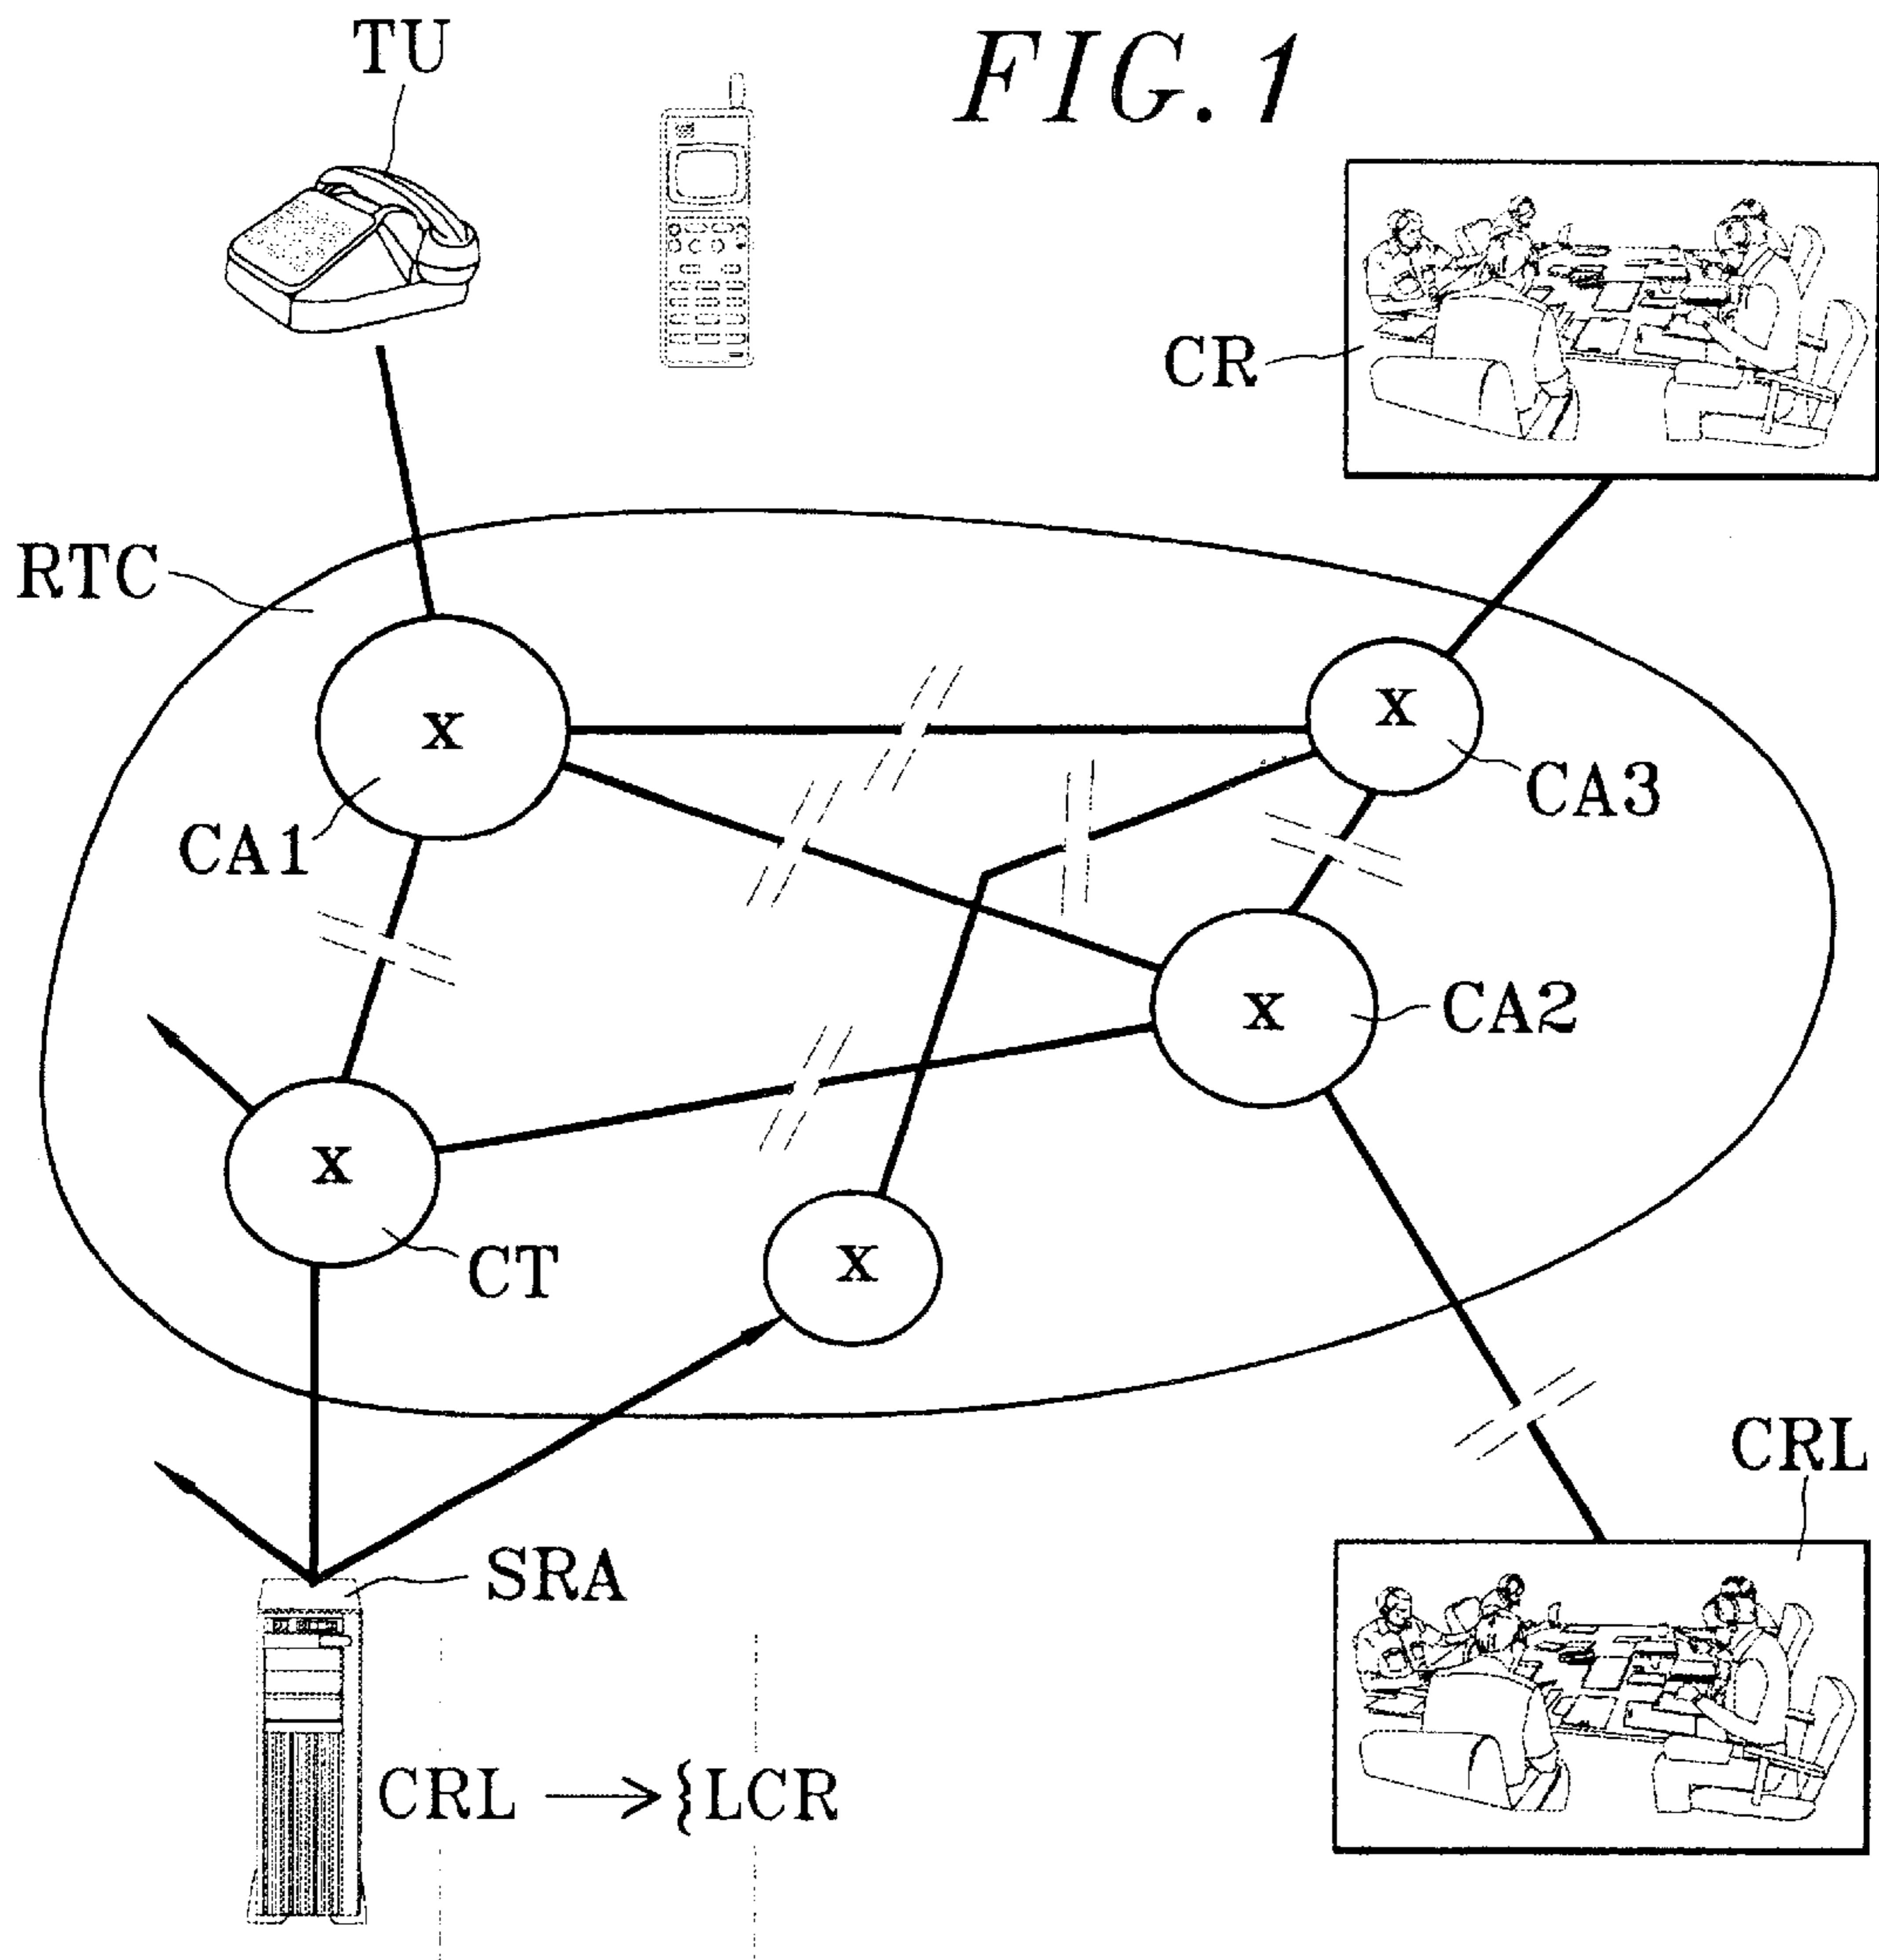 TU
FIG. 1
CR
RTC
X
X
CA3
CA1
X
CA2
X
CT
X
CRL
SRA
CRL → {LCR